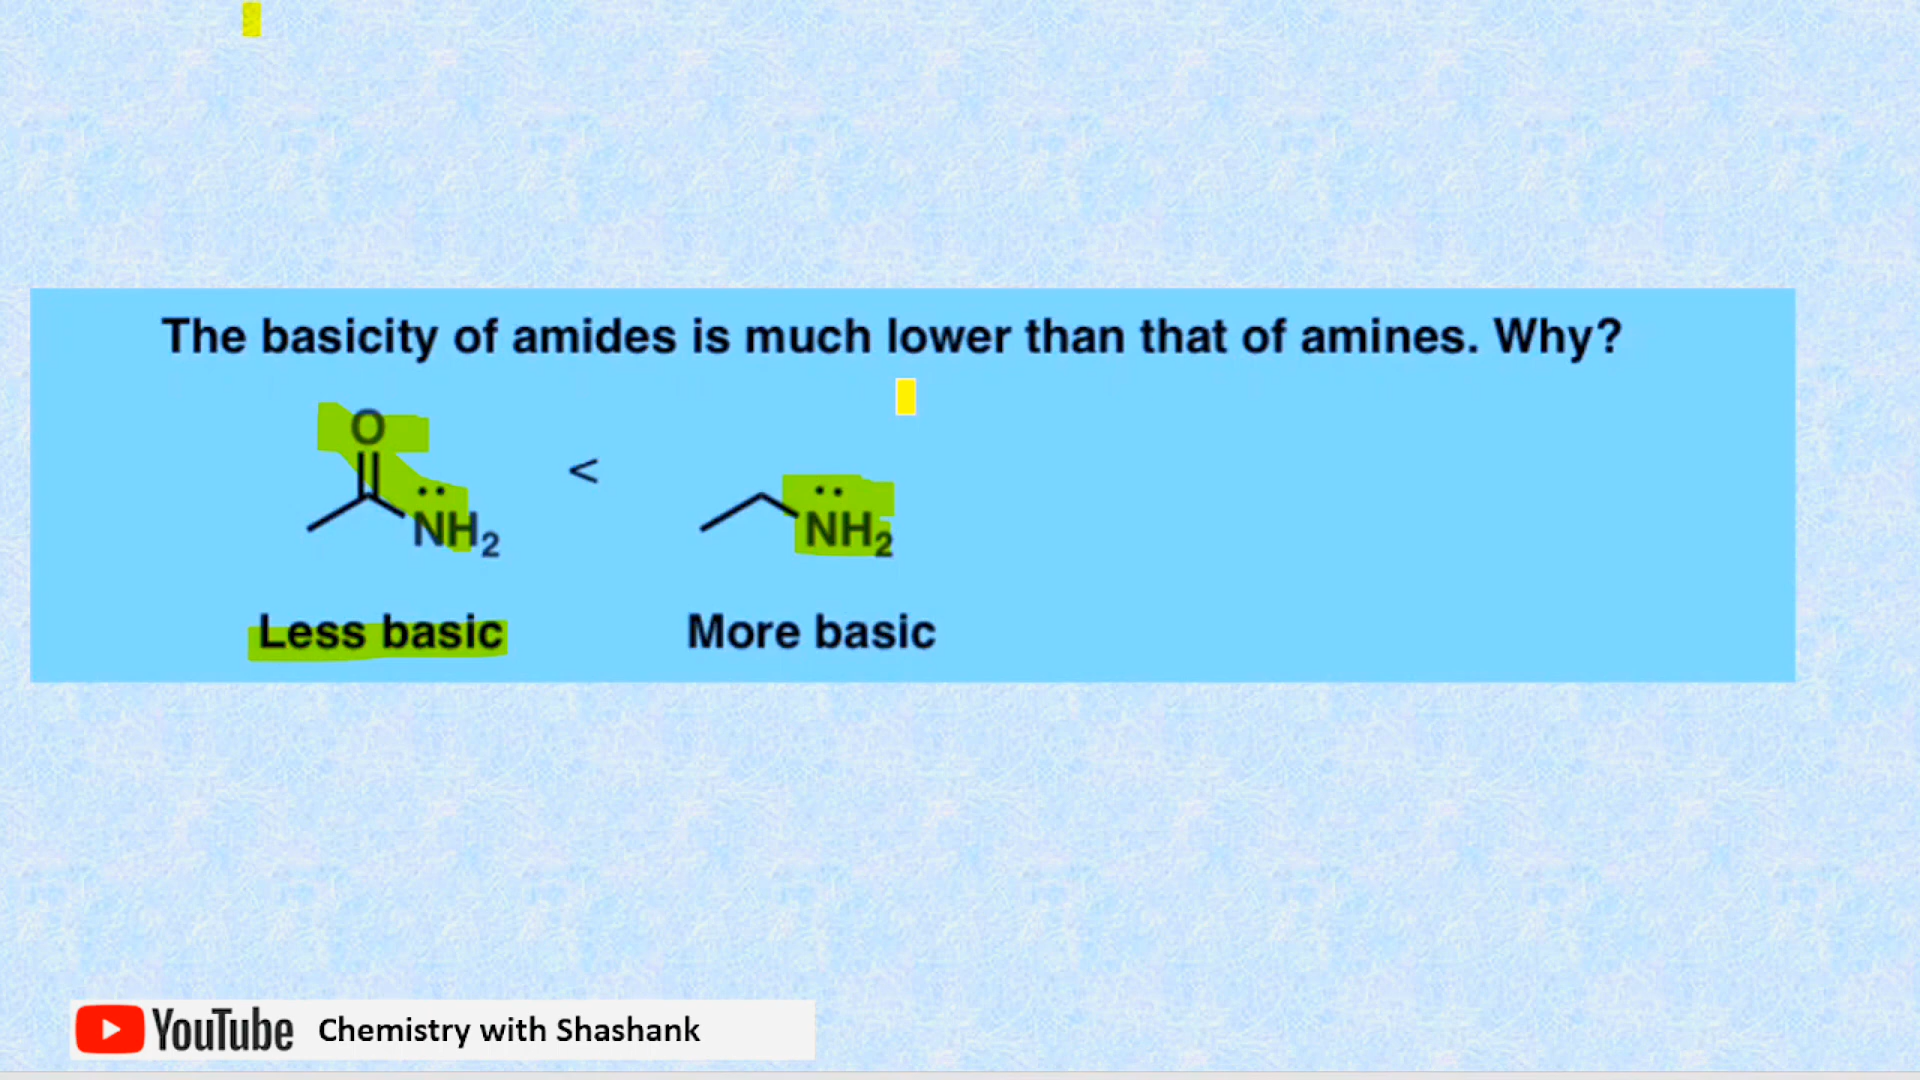 The basicity of amides is much lower than that of amines. Why?
O
<
NH₂
NH₂
Less basic
More basic
YouTube Chemistry with Shashank